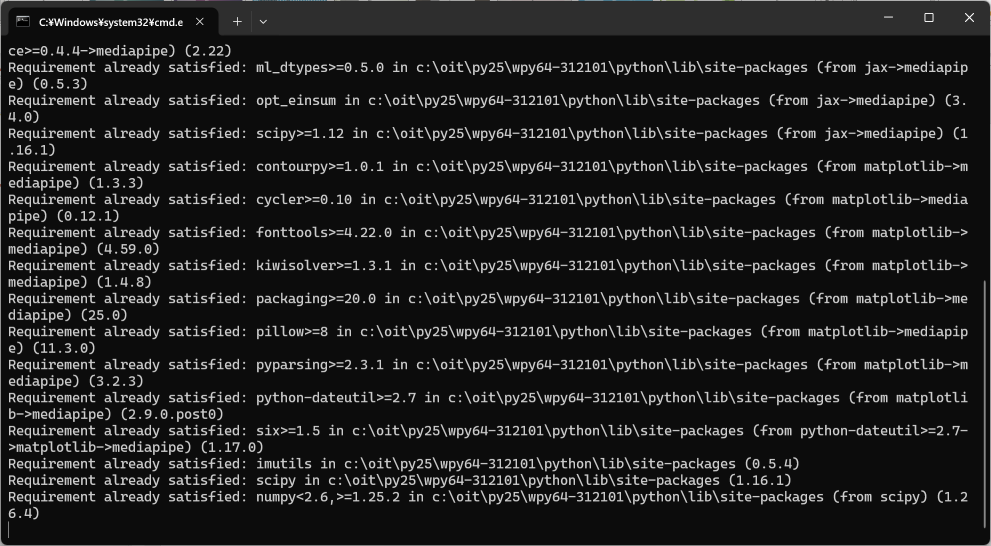 C:¥Windows¥system32¥cmd.e
ce>=0.4.4->mediapipe) (2.22)
Requirement already satisfied: ml_dtypes>=0.5.0 in c:\oit\py25\wpy64-312101\python\lib\site-packages (from jax->mediapip
e) (0.5.3)
Requirement already satisfied: opt_einsum in c:\oit\py25\wpy64-312101\python\lib\site-packages (from jax->mediapipe) (3.
4.0)
Requirement already satisfied: scipy>=1.12 in c:\oit\py25\wpy64-312101\python\lib\site-packages (from jax->mediapipe) (1
.16.1)
Requirement already satisfied: contourpy>=1.0.1 in c:\oit\py25\wpy64-312101\python\lib\site-packages (from matplotlib->m
ediapipe) (1.3.3)
Requirement already satisfied: cycler>=0.10 in c:\oit\py25\wpy64-312101\python\lib\site-packages (from matplotlib->media
pipe) (0.12.1)
Requirement already satisfied: fonttools>=4.22.0 in c:\oit\py25\wpy64-312101\python\lib\site-packages (from matplotlib->
mediapipe) (4.59.0)
Requirement already satisfied: kiwisolver>=1.3.1 in c:\oit\py25\wpy64-312101\python\lib\site-packages (from matplotlib->
mediapipe) (1.4.8)
Requirement already satisfied: packaging>=20.0 in c:\oit\py25\wpy64-312101\python\lib\site-packages (from matplotlib->me
diapipe) (25.0)
Requirement already satisfied: pillow>=8 in c:\oit\py25\wpy64-312101\python\lib\site-packages (from matplotlib->mediapip
e) (11.3.0)
Requirement already satisfied: pyparsing>=2.3.1 in c:\oit\py25\wpy64-312101\python\lib\site-packages (from matplotlib->m
ediapipe) (3.2.3)
Requirement already satisfied: python-dateutil>=2.7 in c:\oit\py25\wpy64-312101\python\lib\site-packages (from matplotli
b->mediapipe) (2.9.0.post0)
Requirement already satisfied: six>=1.5 in c:\oit\py25\wpy64-312101\python\lib\site-packages (from python-dateutil>=2.7-
>matplotlib->mediapipe) (1.17.0)
Requirement already satisfied: imutils in c:\oit\py25\wpy64-312101\python\lib\site-packages (0.5.4)
Requirement already satisfied: scipy in c:\oit\py25\wpy64-312101\python\lib\site-packages (1.16.1)
Requirement already satisfied: numpy<2.6,>=1.25.2 in c:\oit\py25\wpy64-312101\python\lib\site-packages (from scipy) (1.2
6.4)